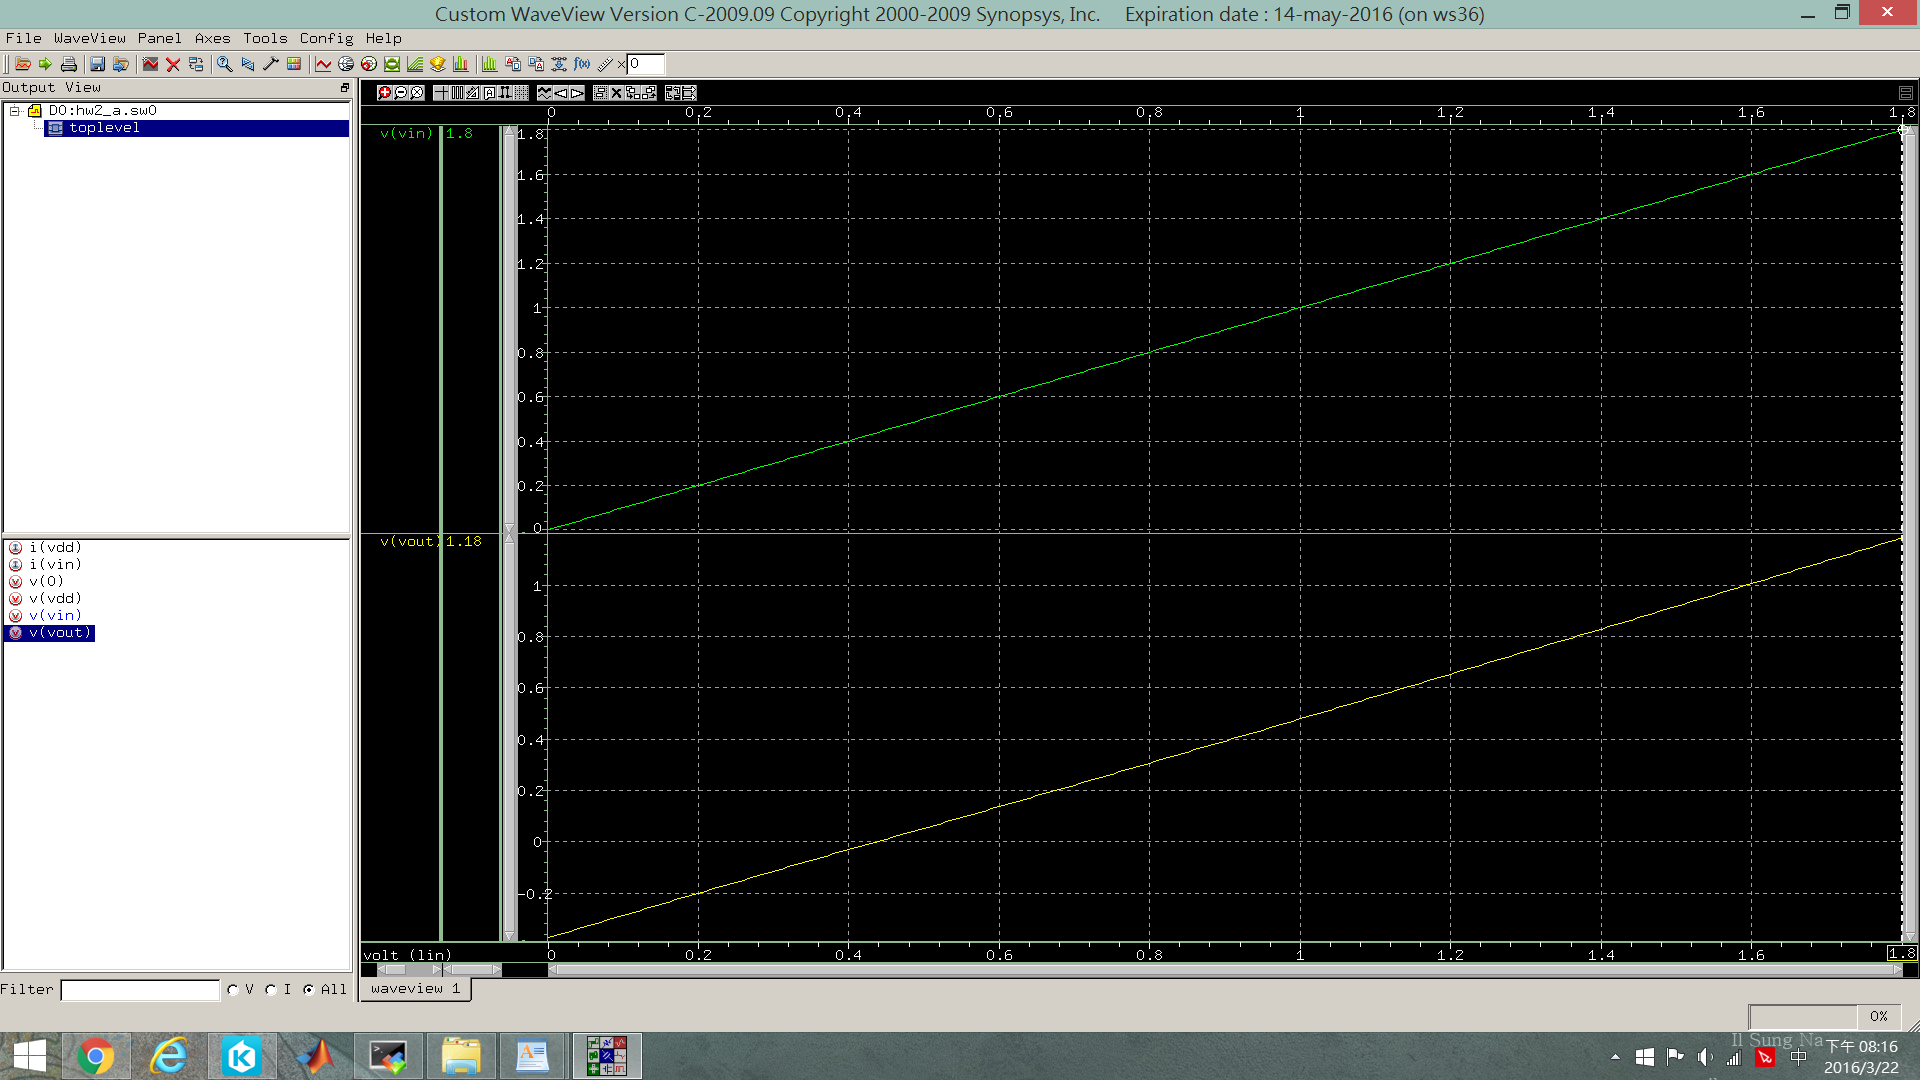 Custom WaveView Version C-2009.09 Copyright 2000-2009 Synopsys, Inc. Expiration date : 14-may-2016 (on ws36)
File WaveView Panel Axes Tools Config Help
x 0
Output View
D0:hw2_a.sw0
toplevel
0 0.2 0.4 0.6 0.8 1 1.2 1.4 1.6 1.8
v(vin) 1.8
1.8
1.6
1.4
1.2
1
0.8
0.6
0.4
0.2
0
v(vout) 1.18
1
0.8
0.6
0.4
0.2
0
-0.2
i(vdd)
i(vin)
v(0)
v(vdd)
v(vin)
v(vout)
volt (lin) 0 0.2 0.4 0.6 0.8 1 1.2 1.4 1.6 1.8
Filter V I All
waveview 1
0%
Il Sung Na
中
下午 08:16
2016/3/22